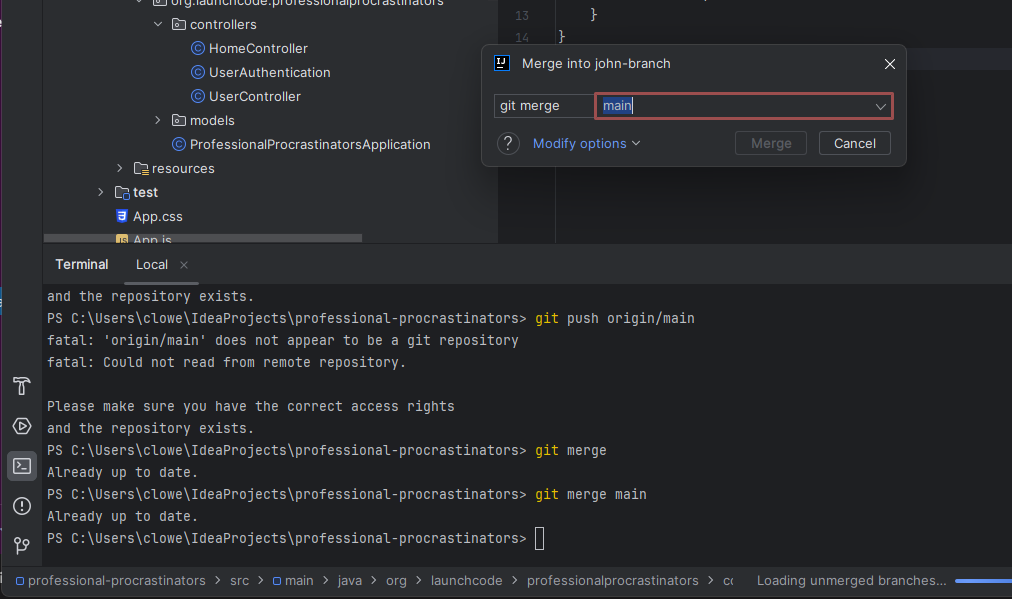 org.launchcode.professionalprocrastinators
controllers
HomeController
UserAuthentication
UserController
models
ProfessionalProcrastinatorsApplication
resources
test
App.css
App.js
13 }
14 }
Merge into john-branch
git merge main
? Modify options Merge Cancel
Terminal Local
and the repository exists.
PS C:\Users\clowe\IdeaProjects\professional-procrastinators> git push origin/main
fatal: 'origin/main' does not appear to be a git repository
fatal: Could not read from remote repository.
Please make sure you have the correct access rights
and the repository exists.
PS C:\Users\clowe\IdeaProjects\professional-procrastinators> git merge
Already up to date.
PS C:\Users\clowe\IdeaProjects\professional-procrastinators> git merge main
Already up to date.
PS C:\Users\clowe\IdeaProjects\professional-procrastinators>
professional-procrastinators > src > main > java > org > launchcode > professionalprocrastinators > Loading unmerged branches...